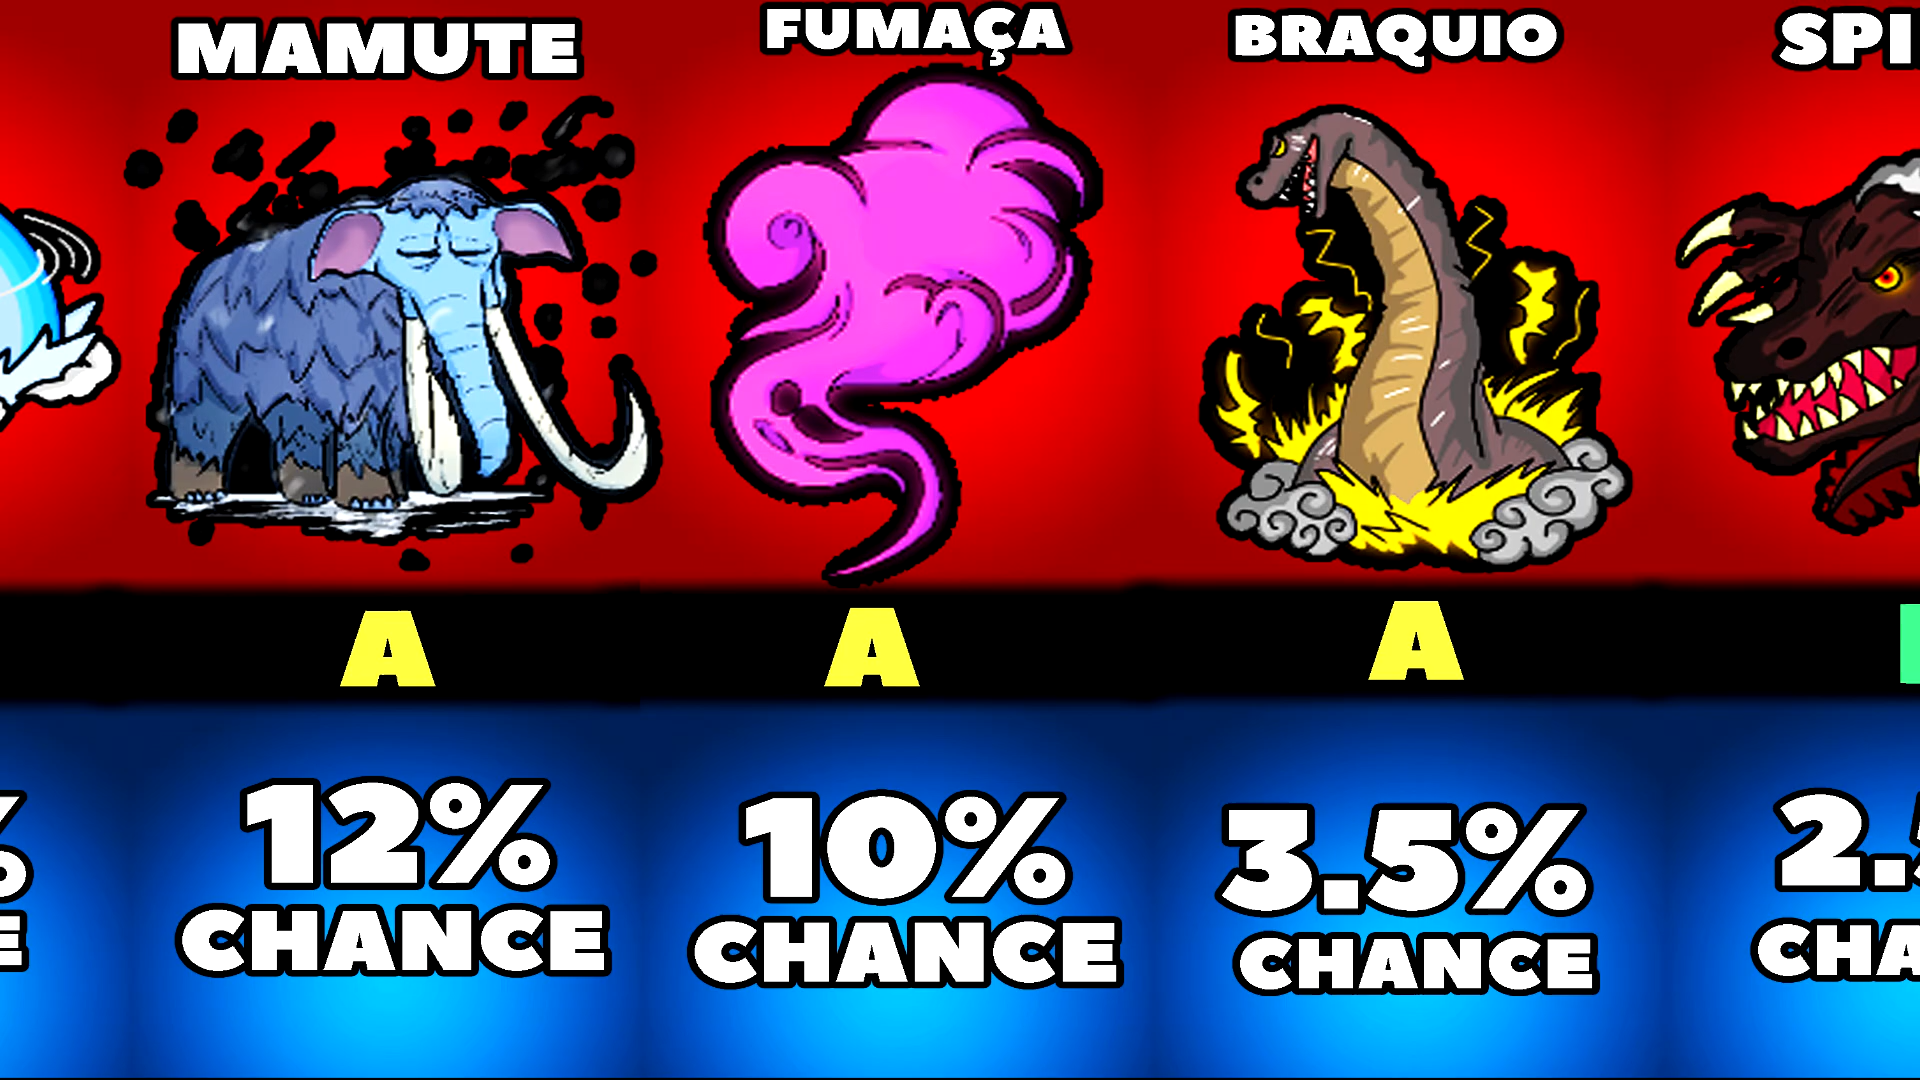 MAMUTE
FUMAÇA
BRAQUIO
A
A
A
12%
CHANCE
10%
CHANCE
3.5%
CHANCE